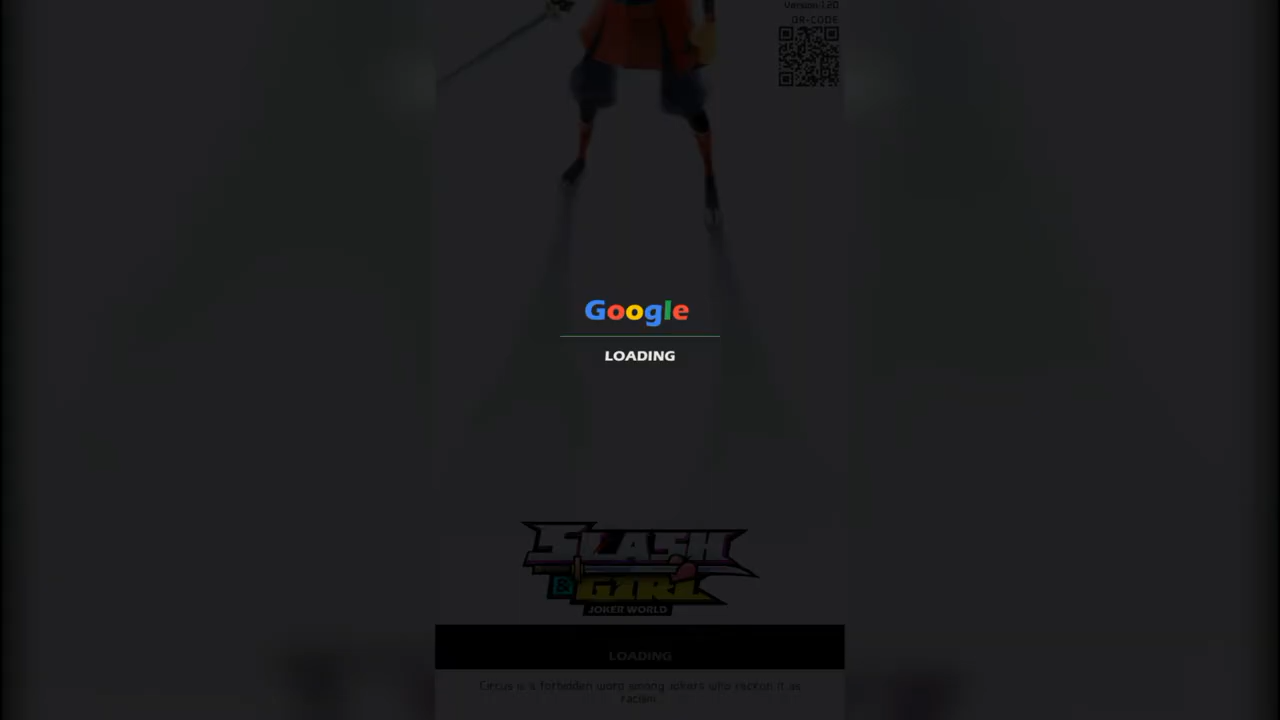 Version 1.20
QR-CODE
Google
LOADING
SLASH
& GIRL
JOKER WORLD
LOADING
Circus is a forbidden word among Jokers who reckon it as
racism.